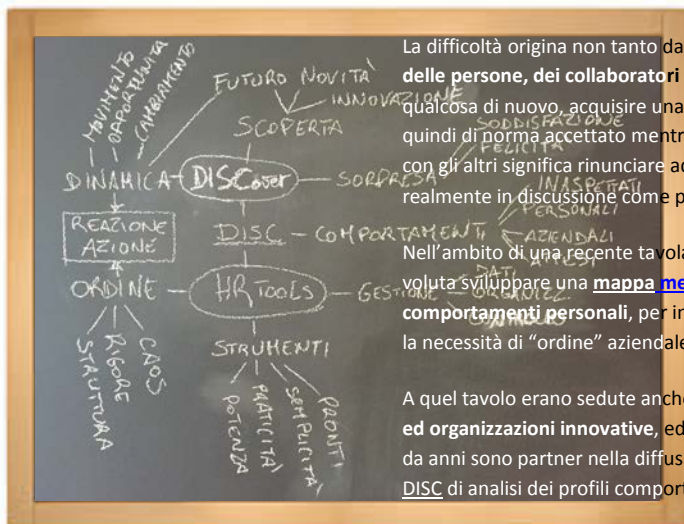 MOVIMENTO
OPPORTUNITÀ
CAMBIAMENTO
FUTURO NOVITÀ
INNOVAZIONE
SCOPERTA
DINAMICA
DISCover
SORPRESA
SODDISFAZIONE
FELICITÀ
REAZIONE
AZIONE
DISC
COMPORTAMENTI
INASPETTATI
PERSONALI
AZIENDALI
ATTESI
ORDINE
HR TOOLS
GESTIONE
DATI
ORGANIZZ.
STRUTTURA
RIGORE
CAOS
STRUMENTI
POTENZA
PRATICITÀ
SEMPLICITÀ
PRONTI
La difficoltà origina non tanto da
delle persone, dei collaboratori
qualcosa di nuovo, acquisire una
quindi di norma accettato mentr
con gli altri significa rinunciare
realmente in discussione come p
Nell'ambito di una recente tavola
voluta sviluppare una mappa me
comportamenti personali, per in
la necessità di "ordine" aziendale
A quel tavolo erano sedute anche
ed organizzazioni innovative, ed
da anni sono partner nella diffus
DISC di analisi dei profili comport